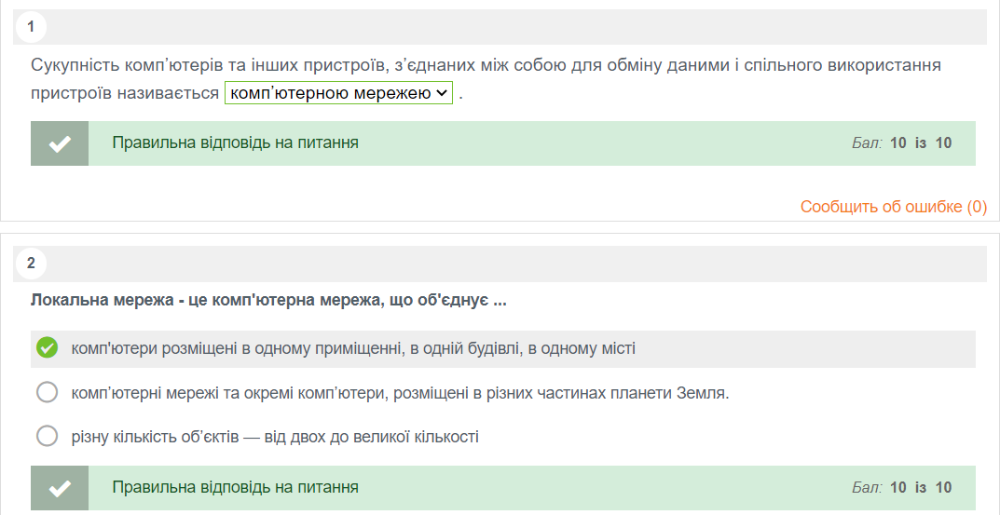 1
Сукупність комп’ютерів та інших пристроїв, з’єднаних між собою для обміну даними і спільного використання
пристроїв називається комп’ютерною мережею .
Правильна відповідь на питання Бал: 10 із 10
Сообщить об ошибке (0)
2
Локальна мережа - це комп'ютерна мережа, що об'єднує ...
комп'ютери розміщені в одному приміщенні, в одній будівлі, в одному місті
комп’ютерні мережі та окремі комп’ютери, розміщені в різних частинах планети Земля.
різну кількість об’єктів — від двох до великої кількості
Правильна відповідь на питання Бал: 10 із 10